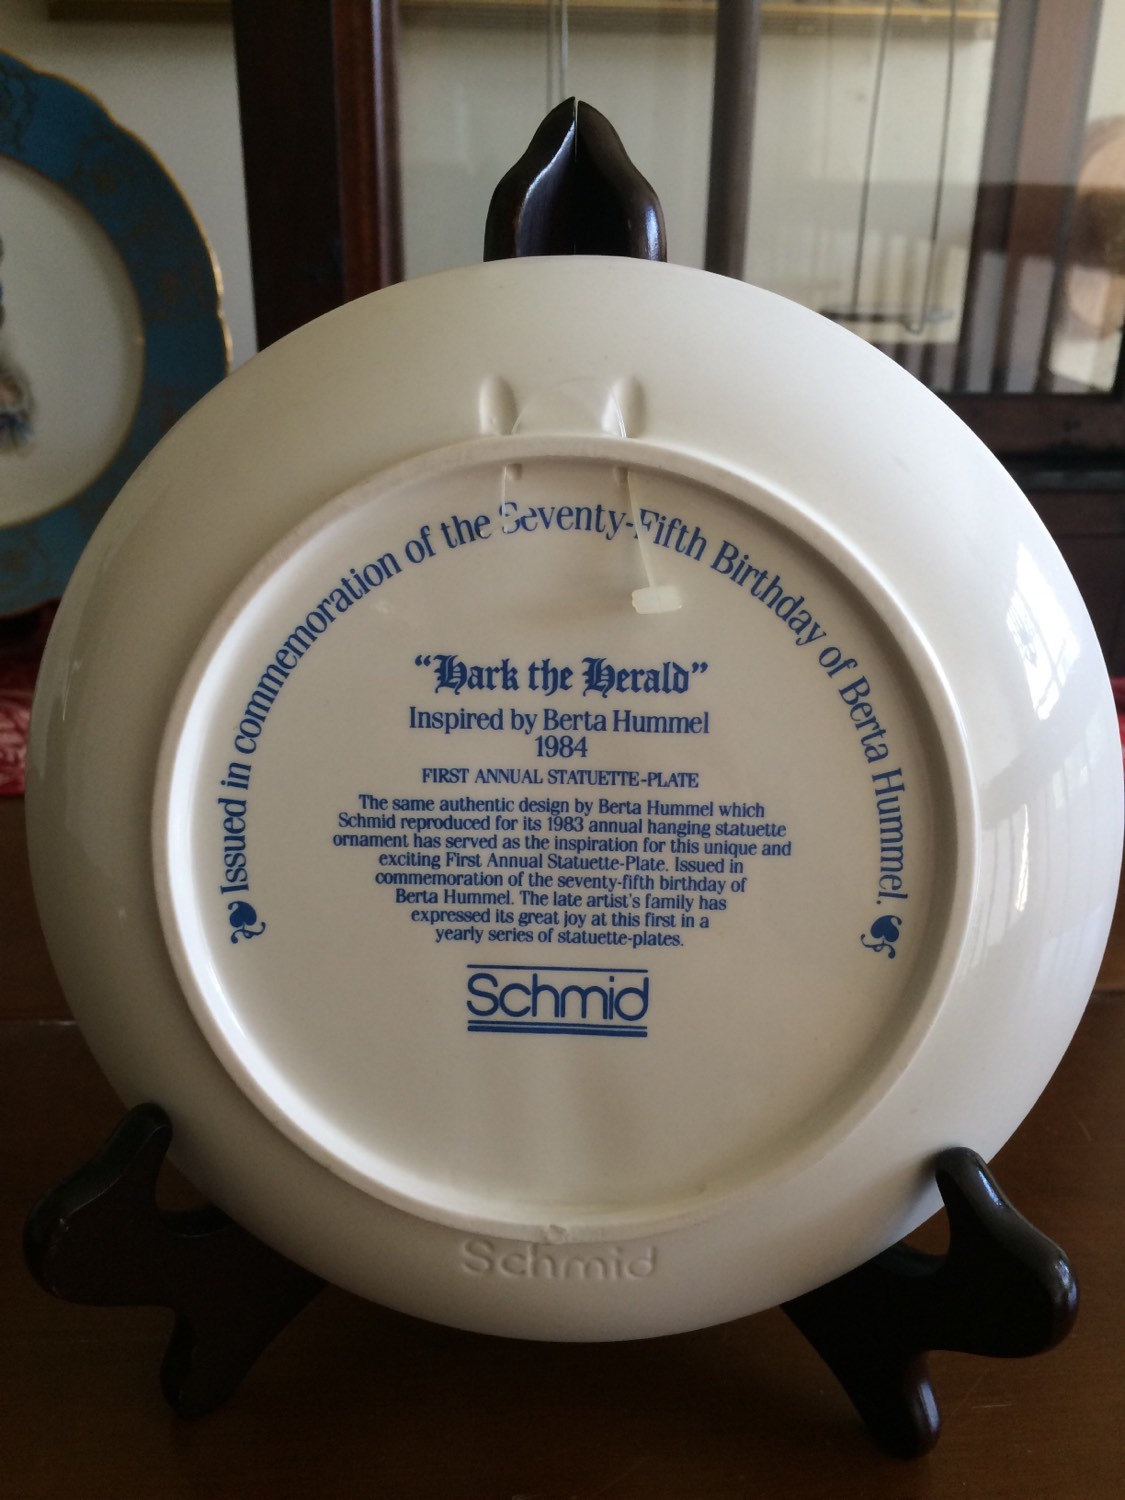 Issued in commemoration of the Seventy-Fifth Birthday of Berta Hummel.
"Hark the Herald"
Inspired by Berta Hummel
1984
FIRST ANNUAL STATUETTE-PLATE
The same authentic design by Berta Hummel which
Schmid reproduced for its 1983 annual hanging statuette
ornament has served as the inspiration for this unique and
exciting First Annual Statuette-Plate. Issued in
commemoration of the seventy-fifth birthday of
Berta Hummel. The late artist's family has
expressed its great joy at this first in a
yearly series of statuette-plates.
Schmid
Schmid